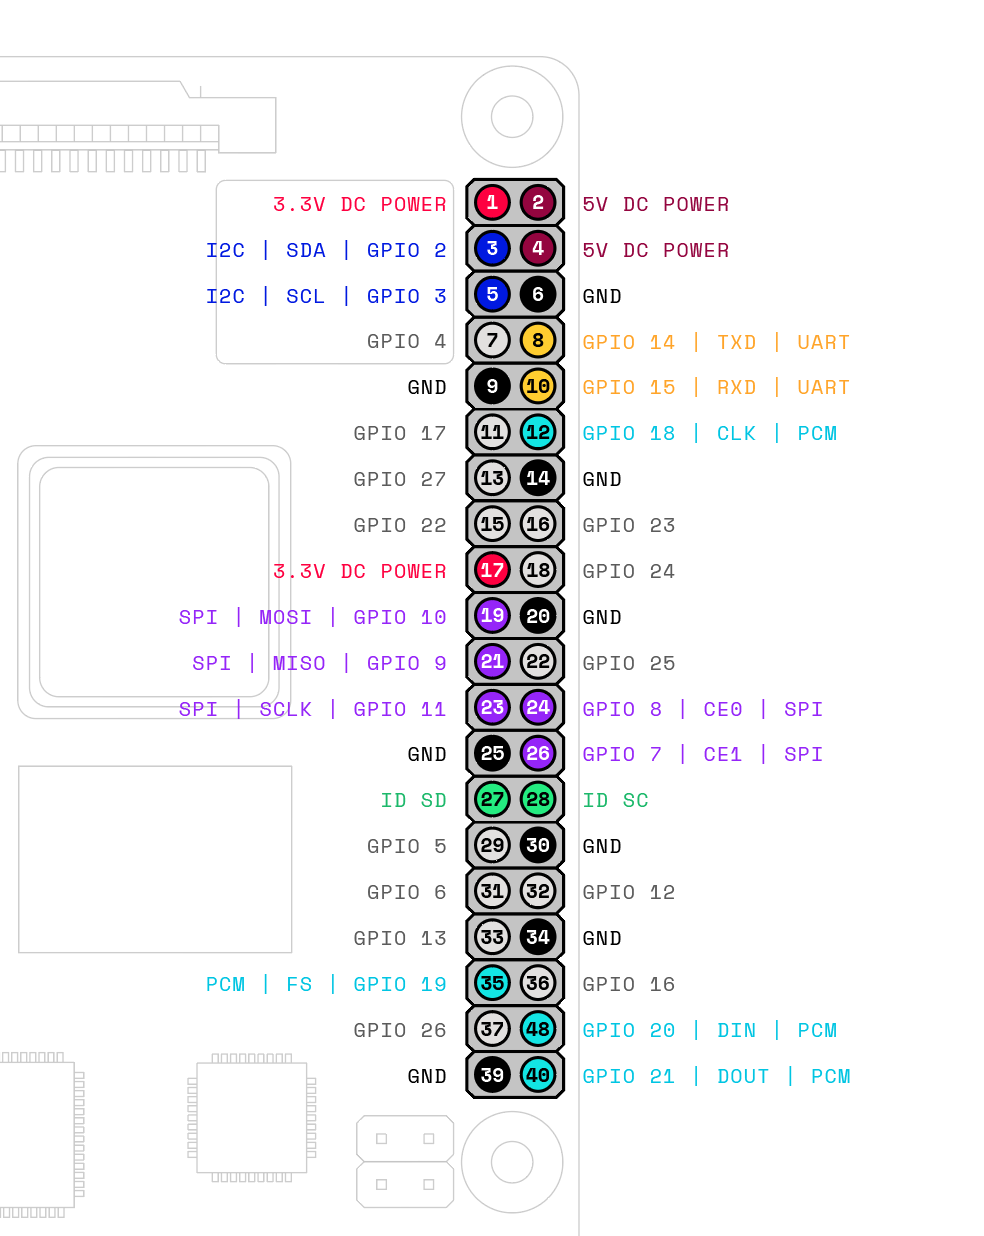 3.3V DC POWER 1 2 5V DC POWER
I2C | SDA | GPIO 2 3 4 5V DC POWER
I2C | SCL | GPIO 3 5 6 GND
GPIO 4 7 8 GPIO 14 | TXD | UART
GND 9 10 GPIO 15 | RXD | UART
GPIO 17 11 12 GPIO 18 | CLK | PCM
GPIO 27 13 14 GND
GPIO 22 15 16 GPIO 23
3.3V DC POWER 17 18 GPIO 24
SPI | MOSI | GPIO 10 19 20 GND
SPI | MISO | GPIO 9 21 22 GPIO 25
SPI | SCLK | GPIO 11 23 24 GPIO 8 | CE0 | SPI
GND 25 26 GPIO 7 | CE1 | SPI
ID SD 27 28 ID SC
GPIO 5 29 30 GND
GPIO 6 31 32 GPIO 12
GPIO 13 33 34 GND
PCM | FS | GPIO 19 35 36 GPIO 16
GPIO 26 37 48 GPIO 20 | DIN | PCM
GND 39 40 GPIO 21 | DOUT | PCM